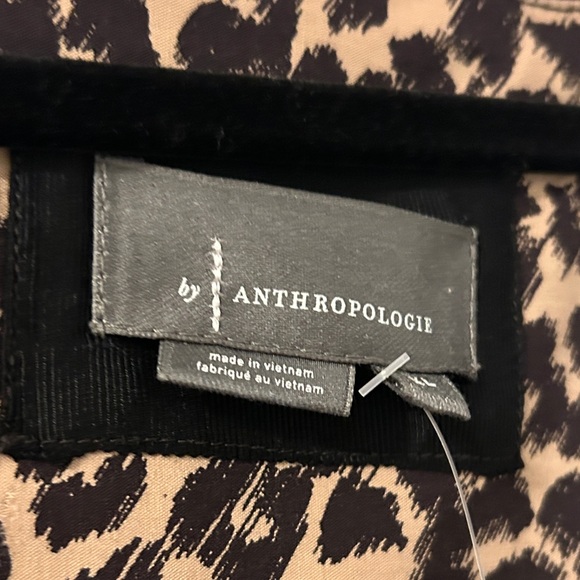 by ANTHROPOLOGIE
made in vietnam
fabriqué au vietnam